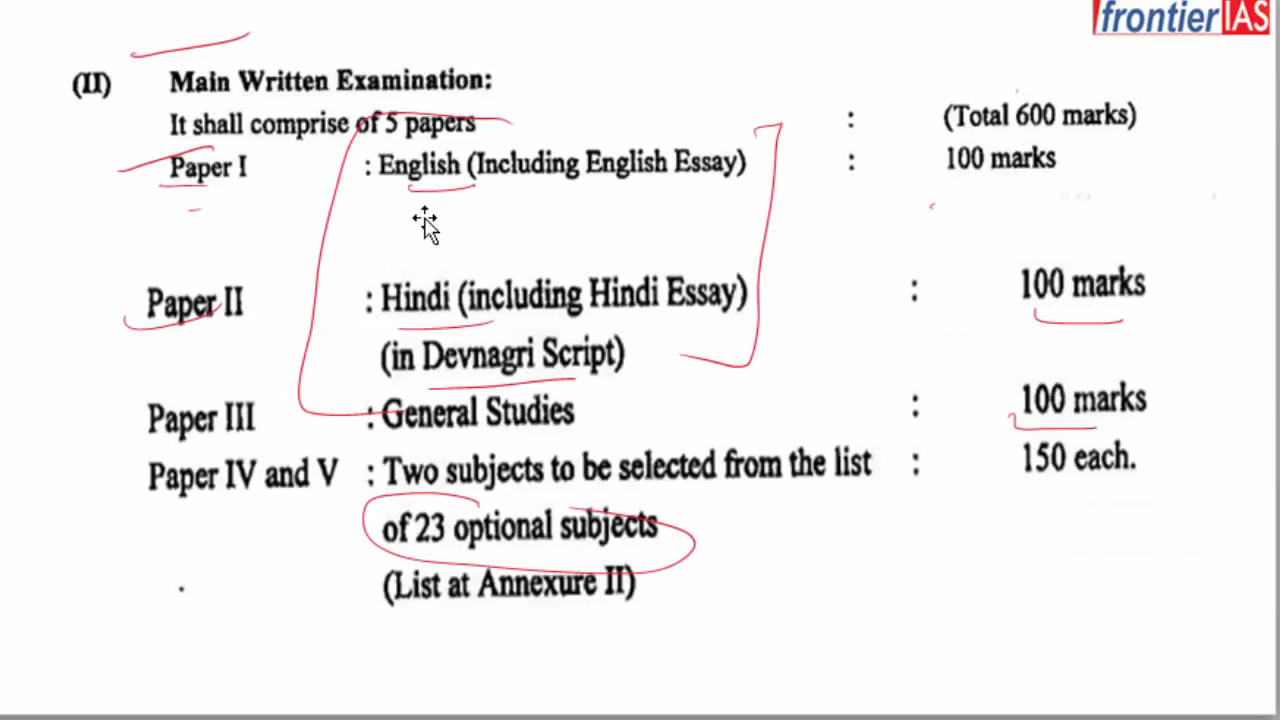 frontierIAS
(II) Main Written Examination:
It shall comprise of 5 papers : (Total 600 marks)
Paper I : English (Including English Essay) : 100 marks
Paper II : Hindi (including Hindi Essay) : 100 marks
(in Devnagri Script)
Paper III : General Studies : 100 marks
Paper IV and V : Two subjects to be selected from the list : 150 each.
of 23 optional subjects
(List at Annexure II)